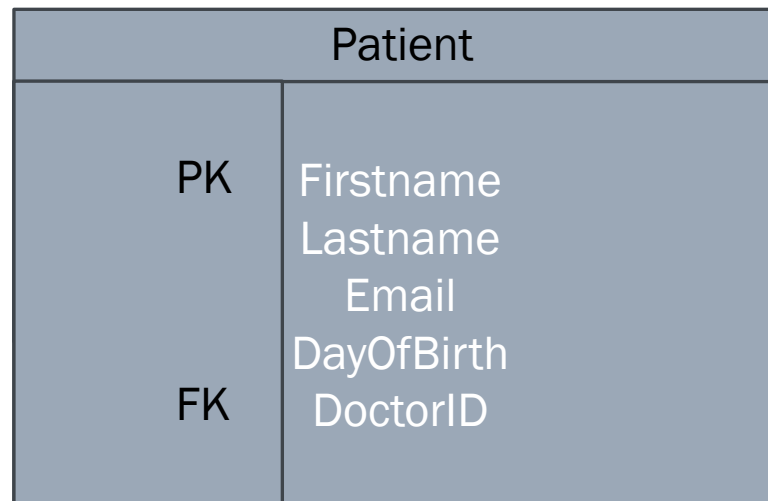 Patient
PK Firstname
Lastname
Email
DayOfBirth
FK DoctorID